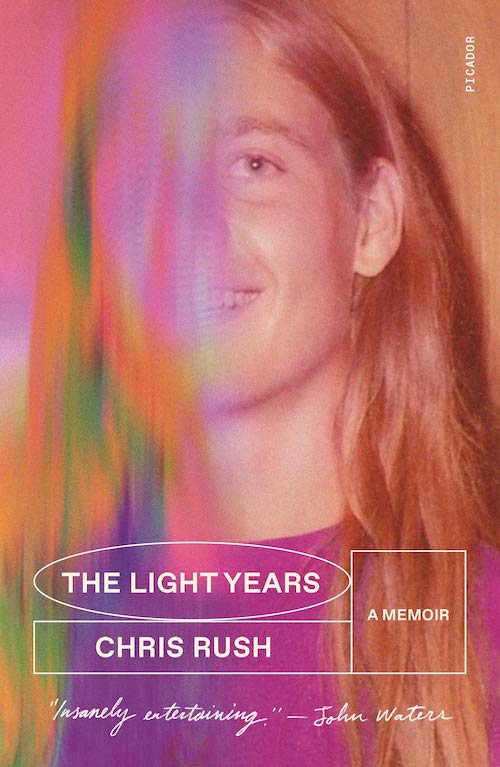 PICADOR
THE LIGHT YEARS
A MEMOIR
CHRIS RUSH
"Insanely entertaining." — John Waters